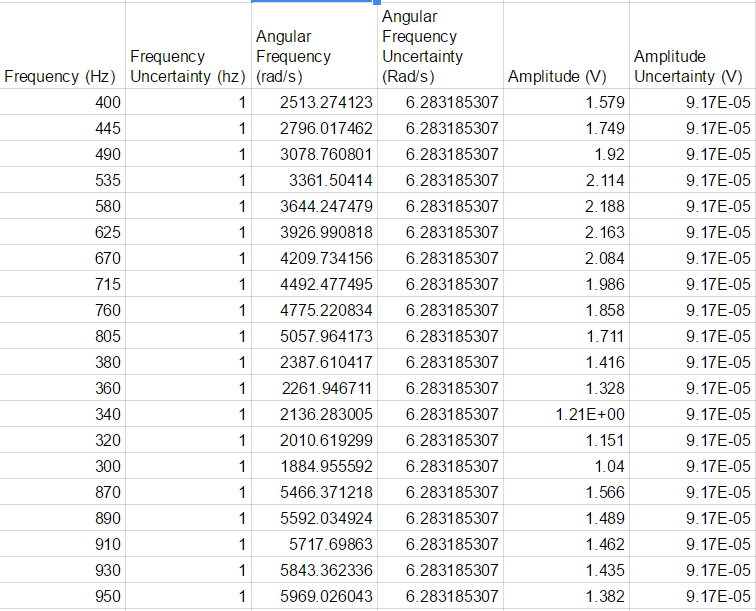 Frequency (Hz) Frequency Uncertainty (hz) Angular Frequency (rad/s) Angular Frequency Uncertainty (Rad/s) Amplitude (V) Amplitude Uncertainty (V)
400 1 2513.274123 6.283185307 1.579 9.17E-05
445 1 2796.017462 6.283185307 1.749 9.17E-05
490 1 3078.760801 6.283185307 1.92 9.17E-05
535 1 3361.50414 6.283185307 2.114 9.17E-05
580 1 3644.247479 6.283185307 2.188 9.17E-05
625 1 3926.990818 6.283185307 2.163 9.17E-05
670 1 4209.734156 6.283185307 2.084 9.17E-05
715 1 4492.477495 6.283185307 1.986 9.17E-05
760 1 4775.220834 6.283185307 1.858 9.17E-05
805 1 5057.964173 6.283185307 1.711 9.17E-05
380 1 2387.610417 6.283185307 1.416 9.17E-05
360 1 2261.946711 6.283185307 1.328 9.17E-05
340 1 2136.283005 6.283185307 1.21E+00 9.17E-05
320 1 2010.619299 6.283185307 1.151 9.17E-05
300 1 1884.955592 6.283185307 1.04 9.17E-05
870 1 5466.371218 6.283185307 1.566 9.17E-05
890 1 5592.034924 6.283185307 1.489 9.17E-05
910 1 5717.69863 6.283185307 1.462 9.17E-05
930 1 5843.362336 6.283185307 1.435 9.17E-05
950 1 5969.026043 6.283185307 1.382 9.17E-05